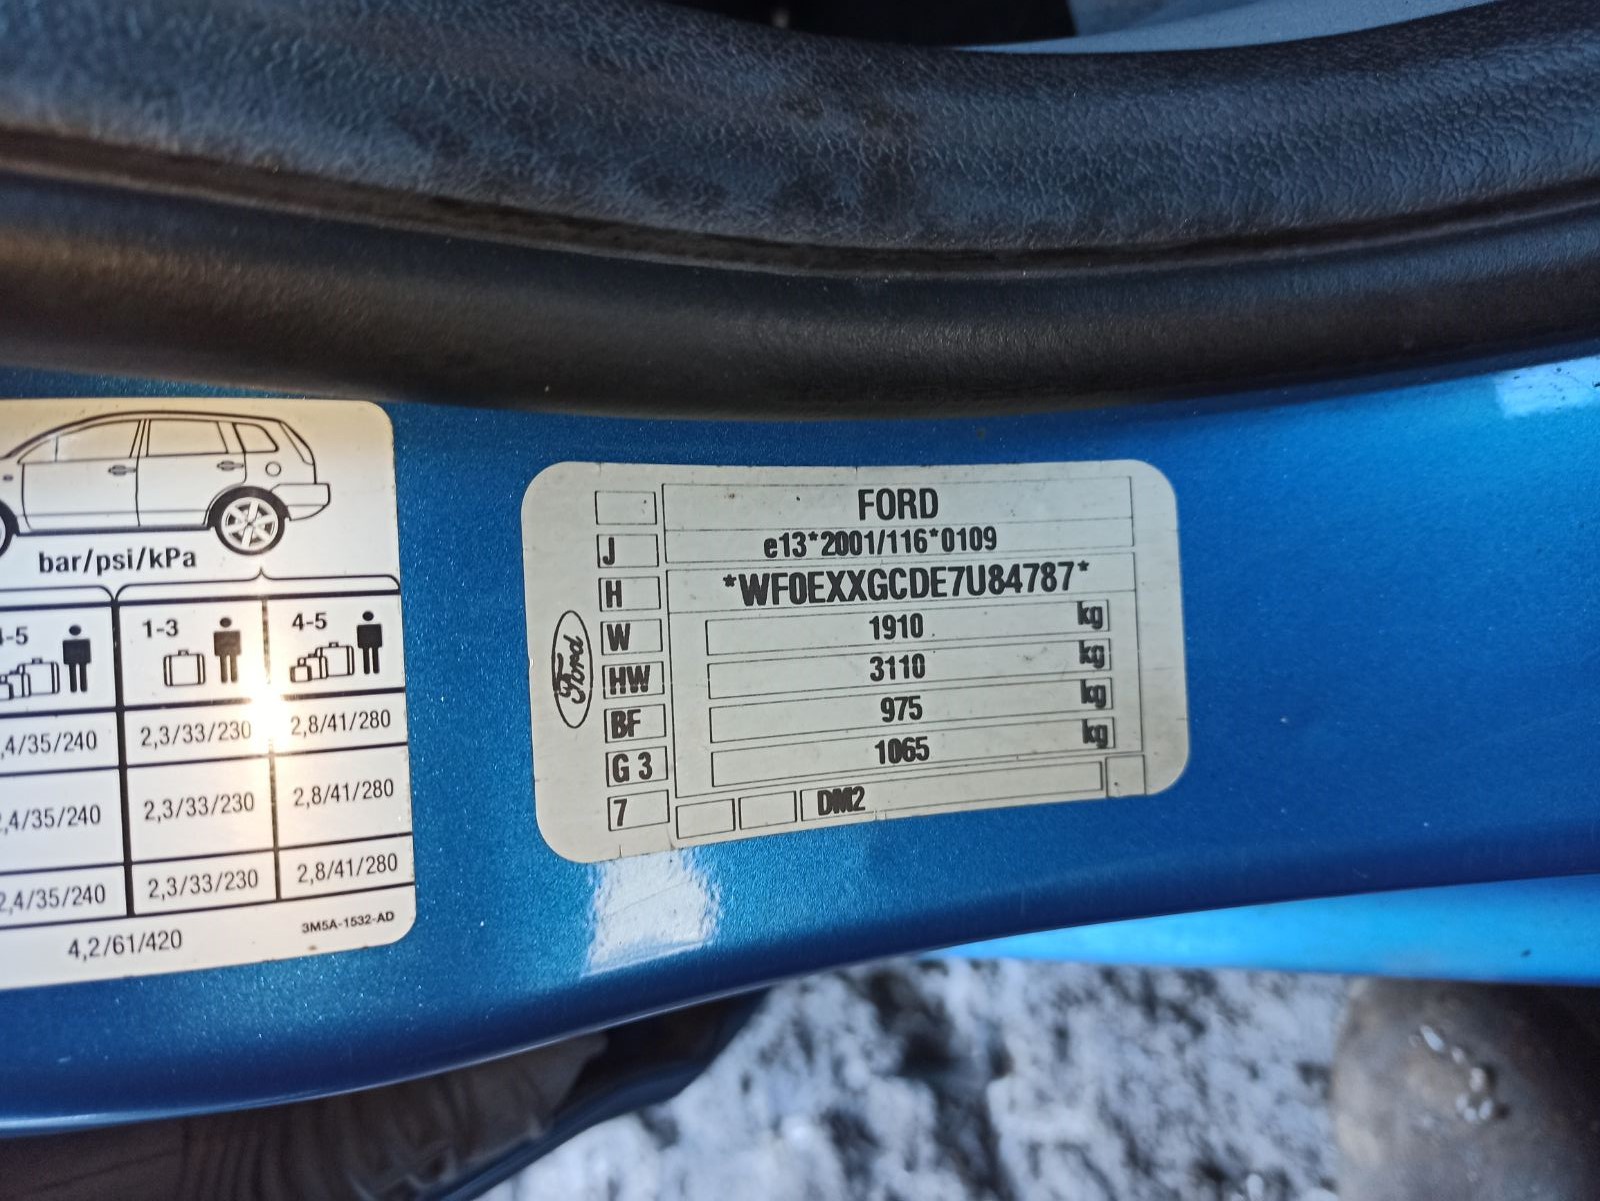 bar/psi/kPa
-5
1-3
4-5
,4/35/240
2,3/33/230
2,8/41/280
,4/35/240
2,3/33/230
2,8/41/280
2,4/35/240
2,3/33/230
2,8/41/280
4,2/61/420
3M5A-1532-AD
Ford
FORD
J e13*2001/116*0109
H *WF0EXXGCDE7U84787*
W 1910 kg
HW 3110 kg
BF 975 kg
G 3 1065 kg
7 DM2